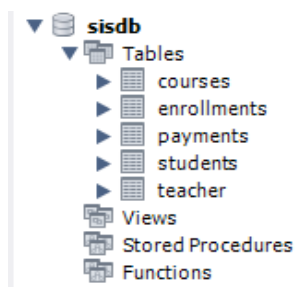 sisdb
Tables
courses
enrollments
payments
students
teacher
Views
Stored Procedures
Functions